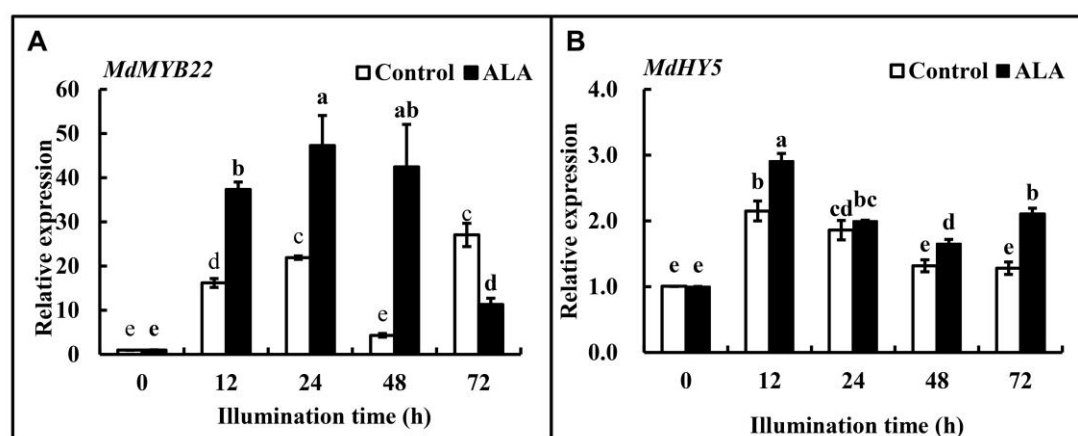 A
MdMYB22
Control ALA
Relative expression
60
50
40
30
20
10
0
e e d b c a e ab c d
0 12 24 48 72
Illumination time (h)
B
MdHY5
Control ALA
Relative expression
4.0
3.0
2.0
1.0
0.0
e e b a cd bc e d e b
0 12 24 48 72
Illumination time (h)